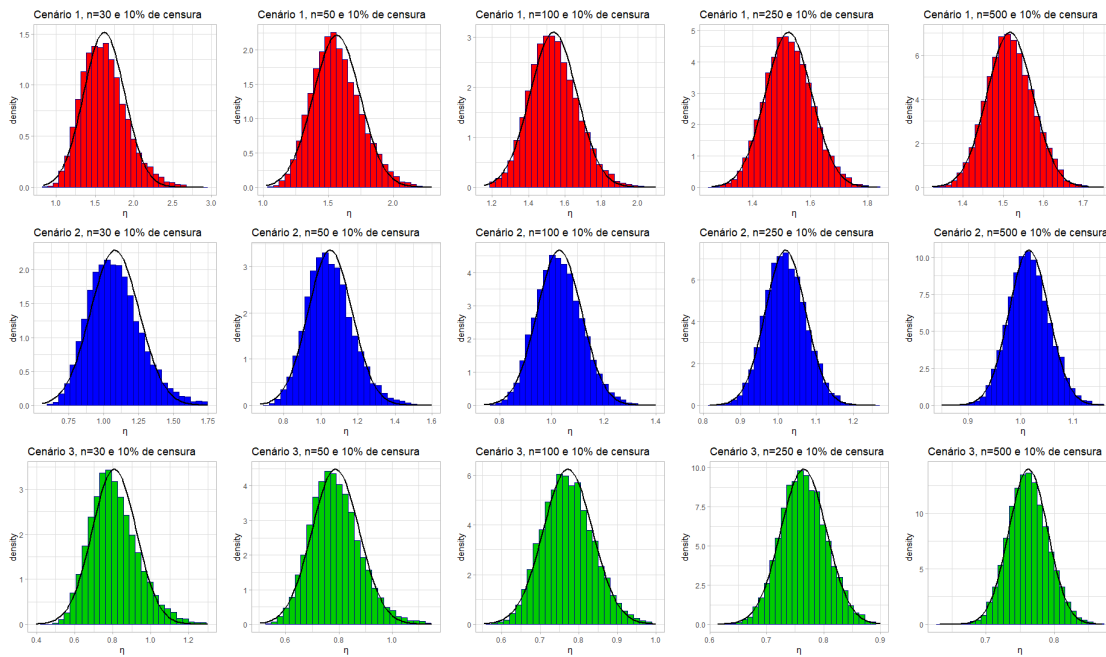 Cenário 1, n=30 e 10% de censura
density
1.5
1.0
0.5
0.0
1.0 1.5 2.0 2.5 3.0
η
Cenário 1, n=50 e 10% de censura
density
2.0
1.5
1.0
0.5
0.0
1.0 1.5 2.0
η
Cenário 1, n=100 e 10% de censura
density
3
2
1
0
1.2 1.4 1.6 1.8 2.0
η
Cenário 1, n=250 e 10% de censura
density
5
4
3
2
1
0
1.4 1.6 1.8
η
Cenário 1, n=500 e 10% de censura
density
6
4
2
0
1.4 1.5 1.6 1.7
η
Cenário 2, n=30 e 10% de censura
density
2.0
1.5
1.0
0.5
0.0
0.75 1.00 1.25 1.50 1.75
η
Cenário 2, n=50 e 10% de censura
density
3
2
1
0
0.8 1.0 1.2 1.4 1.6
η
Cenário 2, n=100 e 10% de censura
density
4
3
2
1
0
0.8 1.0 1.2 1.4
η
Cenário 2, n=250 e 10% de censura
density
6
4
2
0
0.8 0.9 1.0 1.1 1.2
η
Cenário 2, n=500 e 10% de censura
density
10.0
7.5
5.0
2.5
0.0
0.9 1.0 1.1
η
Cenário 3, n=30 e 10% de censura
density
3
2
1
0
0.4 0.6 0.8 1.0 1.2
η
Cenário 3, n=50 e 10% de censura
density
4
3
2
1
0
0.6 0.8 1.0
η
Cenário 3, n=100 e 10% de censura
density
6
4
2
0
0.6 0.7 0.8 0.9 1.0
η
Cenário 3, n=250 e 10% de censura
density
10.0
7.5
5.0
2.5
0.0
0.6 0.7 0.8 0.9
η
Cenário 3, n=500 e 10% de censura
density
10
5
0
0.7 0.8
η